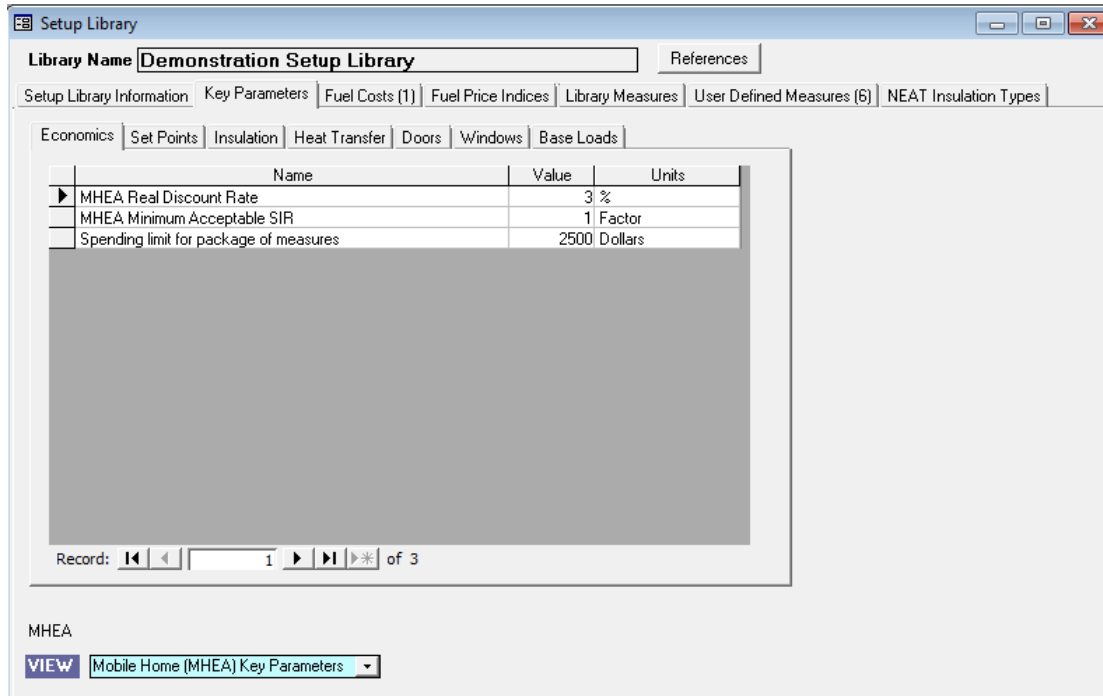 Setup Library
Library Name Demonstration Setup Library References
Setup Library Information Key Parameters Fuel Costs (1) Fuel Price Indices Library Measures User Defined Measures (6) NEAT Insulation Types
Economics Set Points Insulation Heat Transfer Doors Windows Base Loads
Name Value Units
MHEA Real Discount Rate 3 %
MHEA Minimum Acceptable SIR 1 Factor
Spending limit for package of measures 2500 Dollars
Record: 1 of 3
MHEA
VIEW Mobile Home (MHEA) Key Parameters